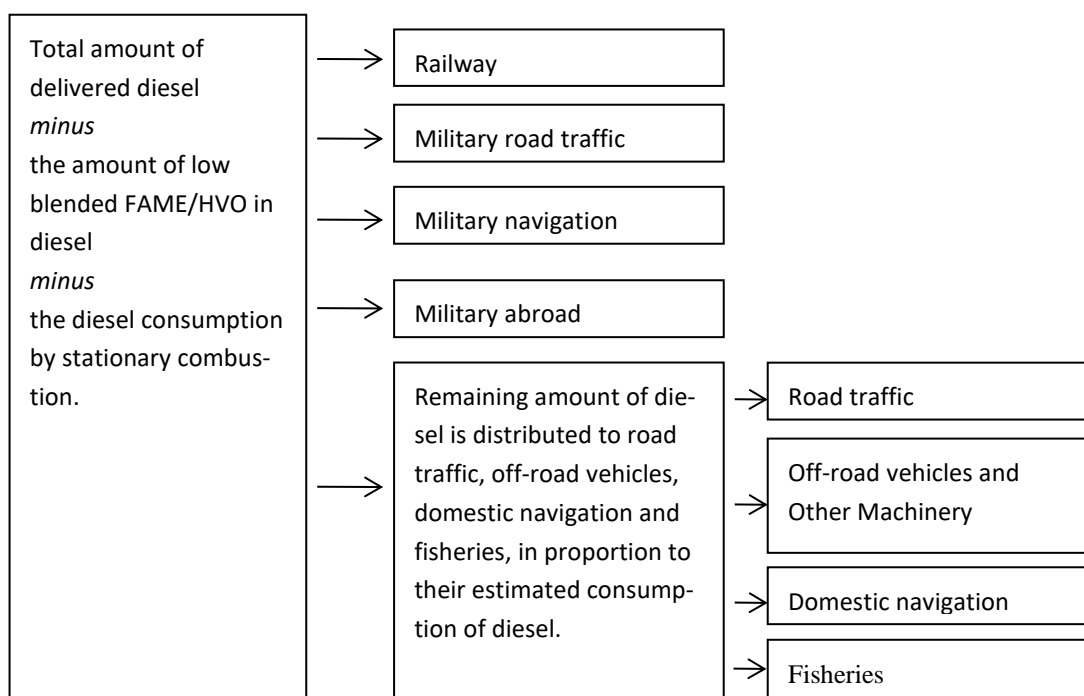 Total amount of
delivered diesel
minus
the amount of low
blended FAME/HVO in
diesel
minus
the diesel consumption
by stationary combus-
tion.
Railway
Military road traffic
Military navigation
Military abroad
Remaining amount of die-
sel is distributed to road
traffic, off-road vehicles,
domestic navigation and
fisheries, in proportion to
their estimated consump-
tion of diesel.
Road traffic
Off-road vehicles and
Other Machinery
Domestic navigation
Fisheries